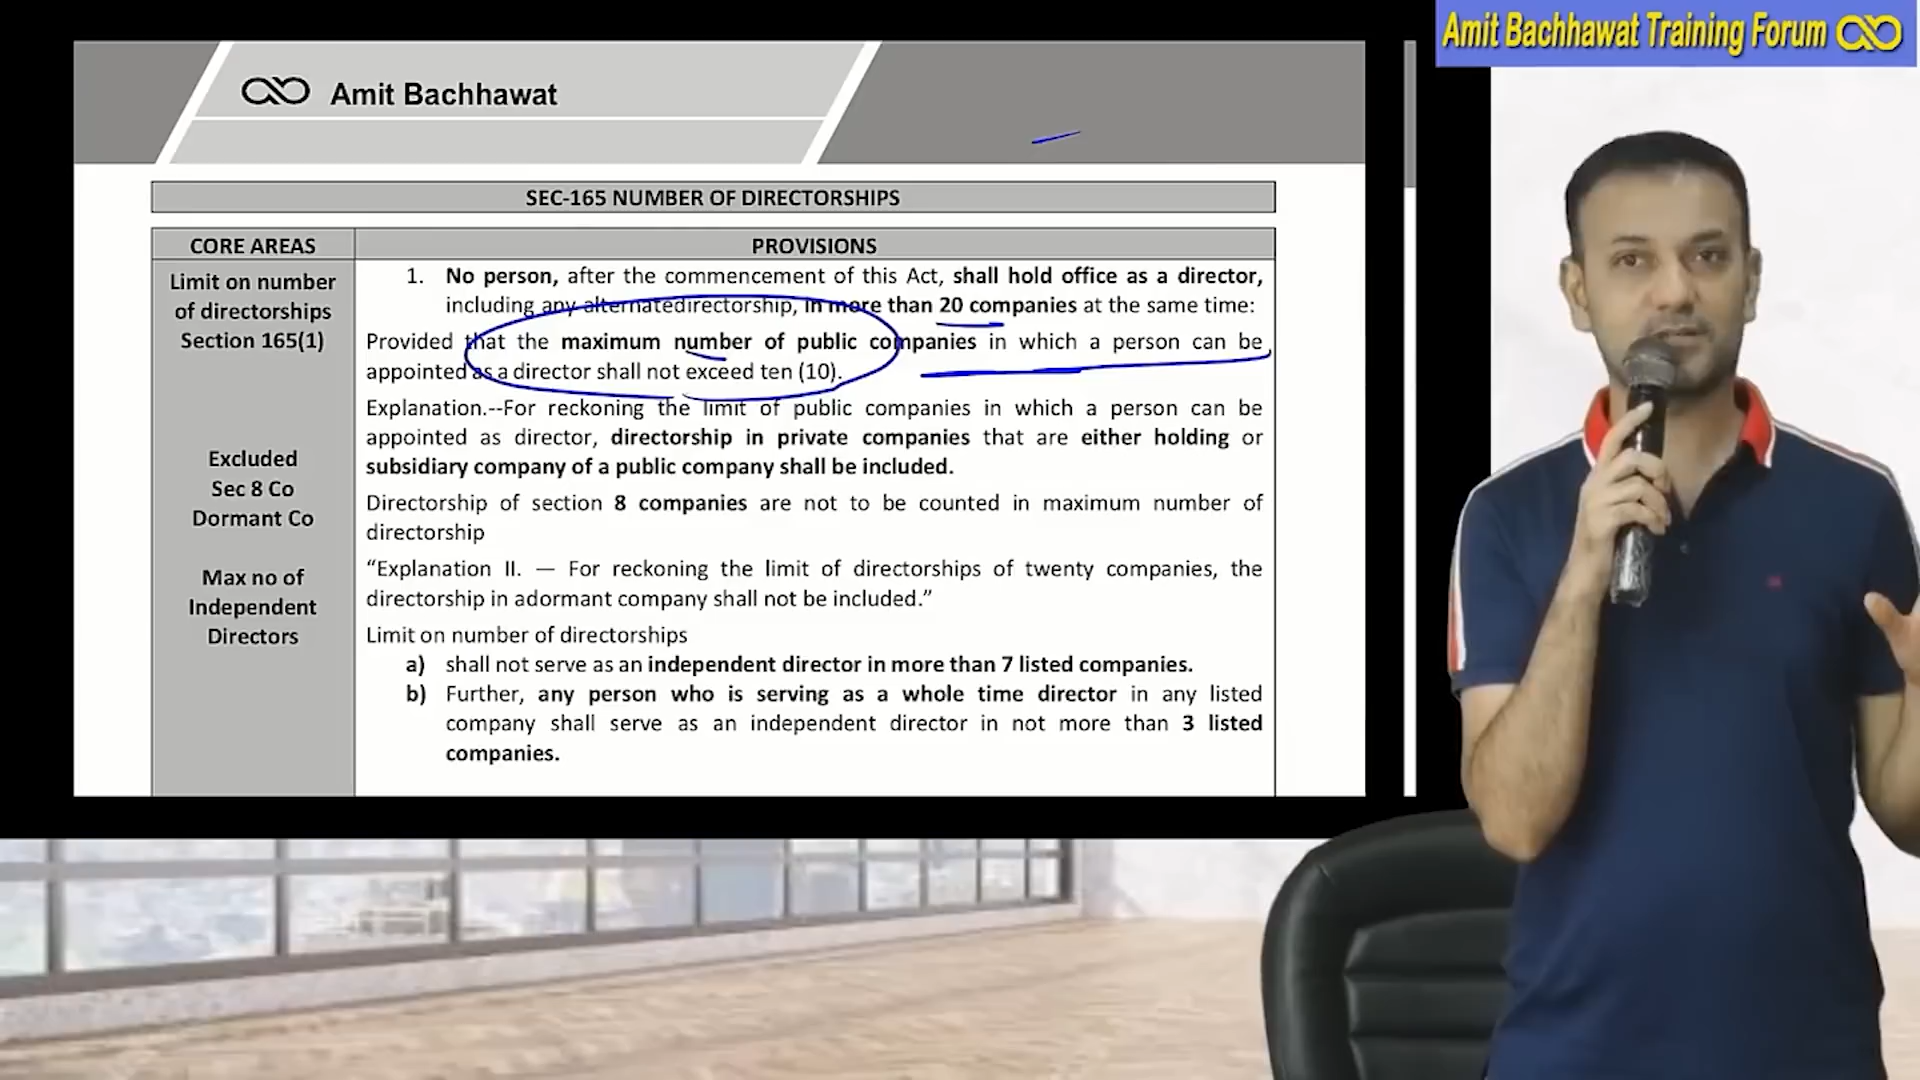 Amit Bachhawat Training Forum
Amit Bachhawat
SEC-165 NUMBER OF DIRECTORSHIPS
CORE AREAS
PROVISIONS
Limit on number
of directorships
Section 165(1)
1. No person, after the commencement of this Act, shall hold office as a director,
including any alternatedirectorship, in more than 20 companies at the same time:
Provided that the maximum number of public companies in which a person can be
appointed as a director shall not exceed ten (10).
Explanation.--For reckoning the limit of public companies in which a person can be
appointed as director, directorship in private companies that are either holding or
subsidiary company of a public company shall be included.
Excluded
Sec 8 Co
Dormant Co
Directorship of section 8 companies are not to be counted in maximum number of
directorship
“Explanation II. — For reckoning the limit of directorships of twenty companies, the
directorship in adormant company shall not be included.”
Max no of
Independent
Directors
Limit on number of directorships
a) shall not serve as an independent director in more than 7 listed companies.
b) Further, any person who is serving as a whole time director in any listed
company shall serve as an independent director in not more than 3 listed
companies.